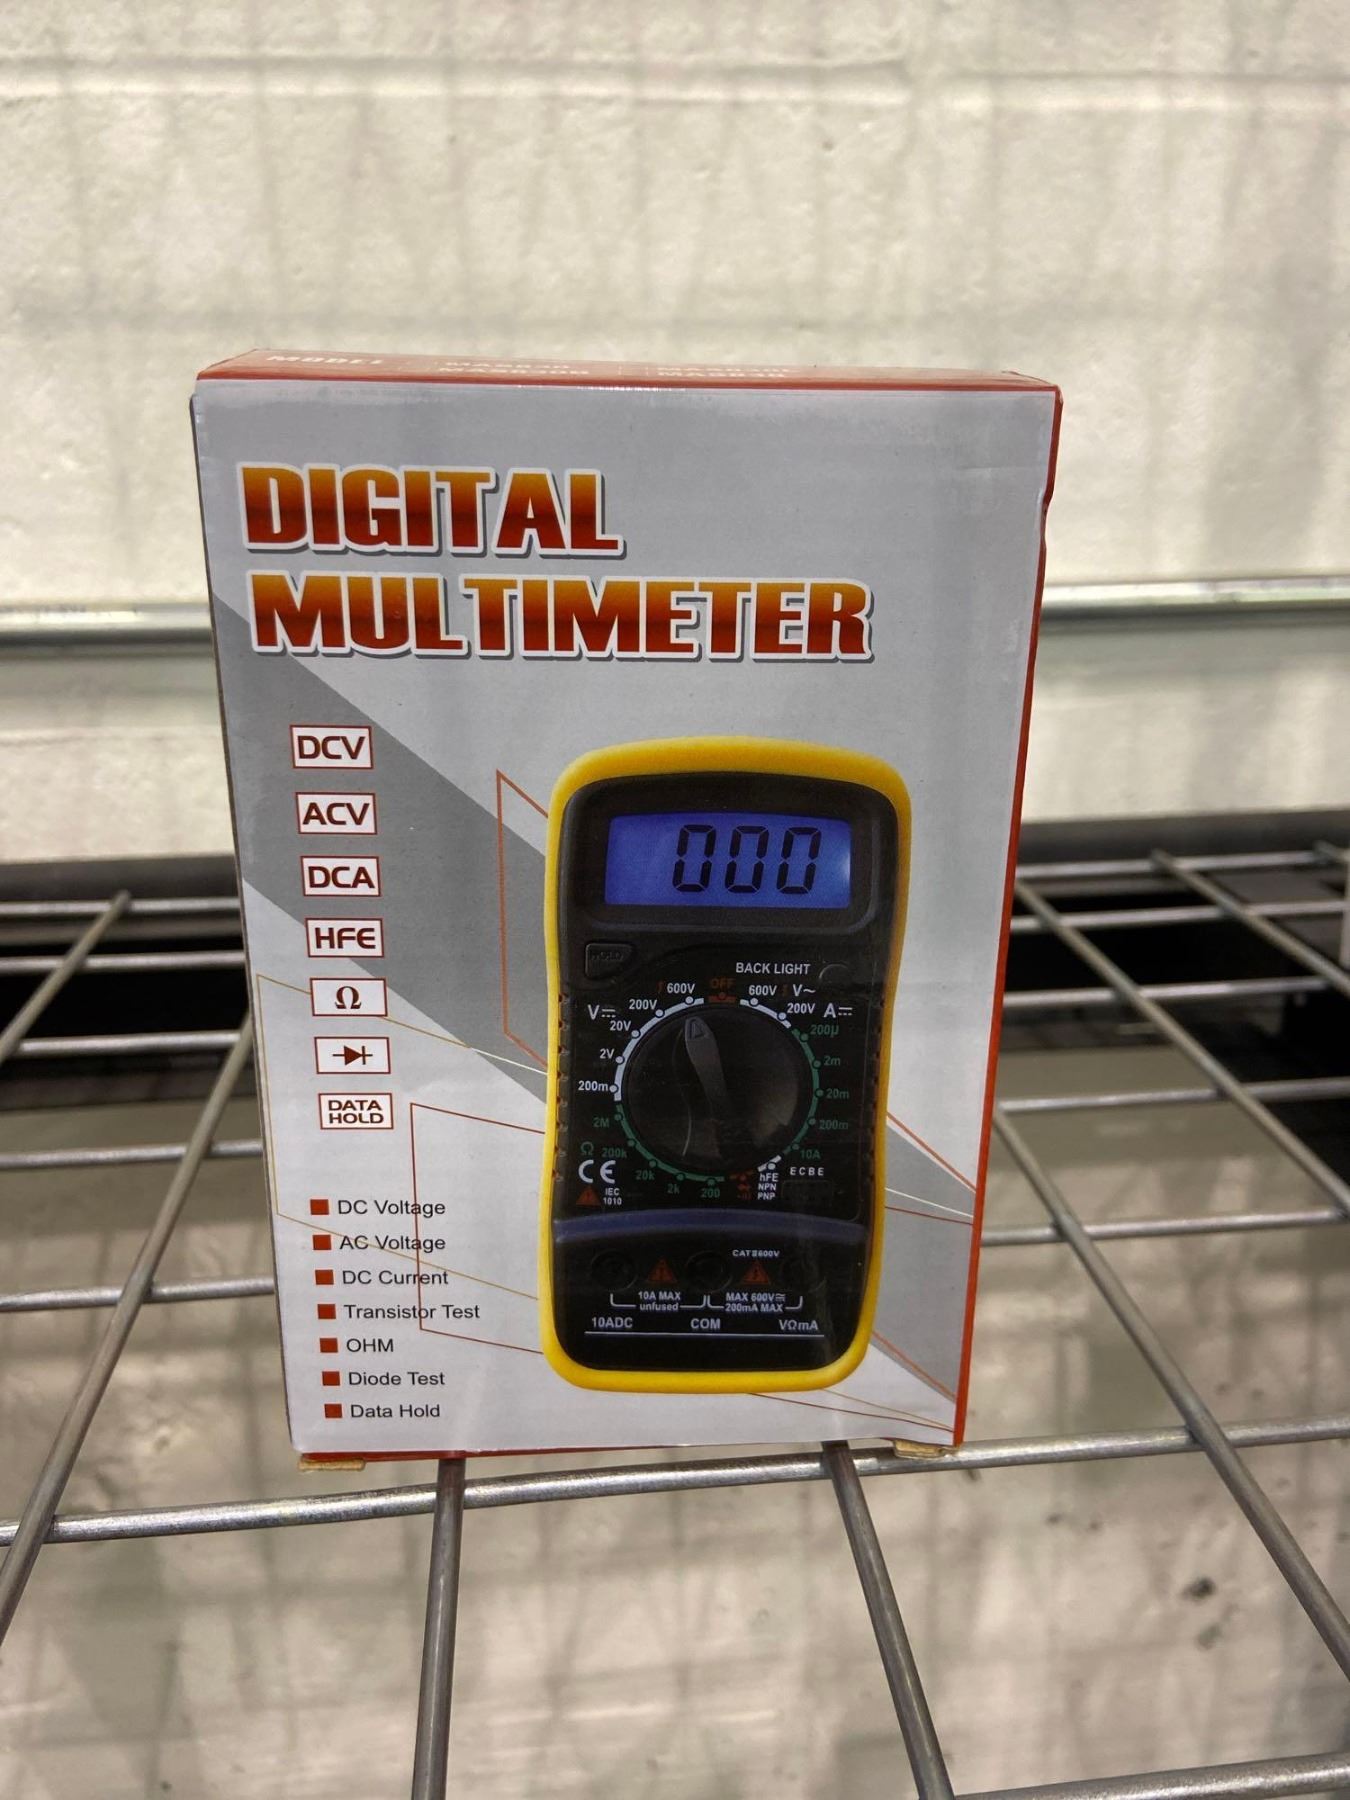 MODEL
DIGITAL
MULTIMETER
DCV
ACV
DCA
HFE
Ω
DATA
HOLD
DC Voltage
AC Voltage
DC Current
Transistor Test
OHM
Diode Test
Data Hold
000
HOLD
BACK LIGHT
OFF
V⎓ 200m 2V 20V 200V 600V
600V 200V V~
A⎓ 200µ 2m 20m 200m 10A
Ω 2M 200k 20k 2k 200
hFE
NPN
PNP
E C B E
CE
IEC
1010
600V
10A MAX
unfused
MAX 600V
200mA MAX
10ADC COM VΩmA